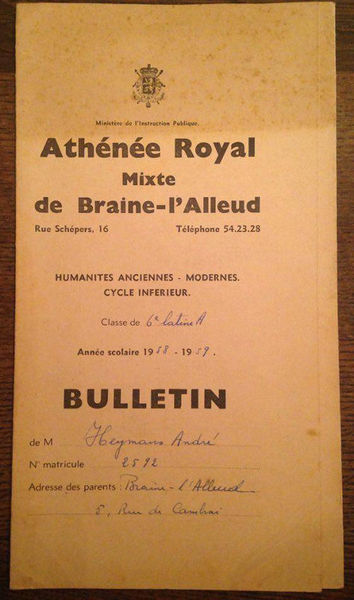 Ministère de l'Instruction Publique.
Athénée Royal
Mixte
de Braine-l'Alleud
Rue Schépers, 16 Téléphone 54.23.28
HUMANITES ANCIENNES - MODERNES.
CYCLE INFERIEUR.
Classe de 6e latine A
Année scolaire 1958 - 1959.
BULLETIN
de M Heymans André
N° matricule 2592
Adresse des parents : Braine-l'Alleud
8, Rue de Cambrai